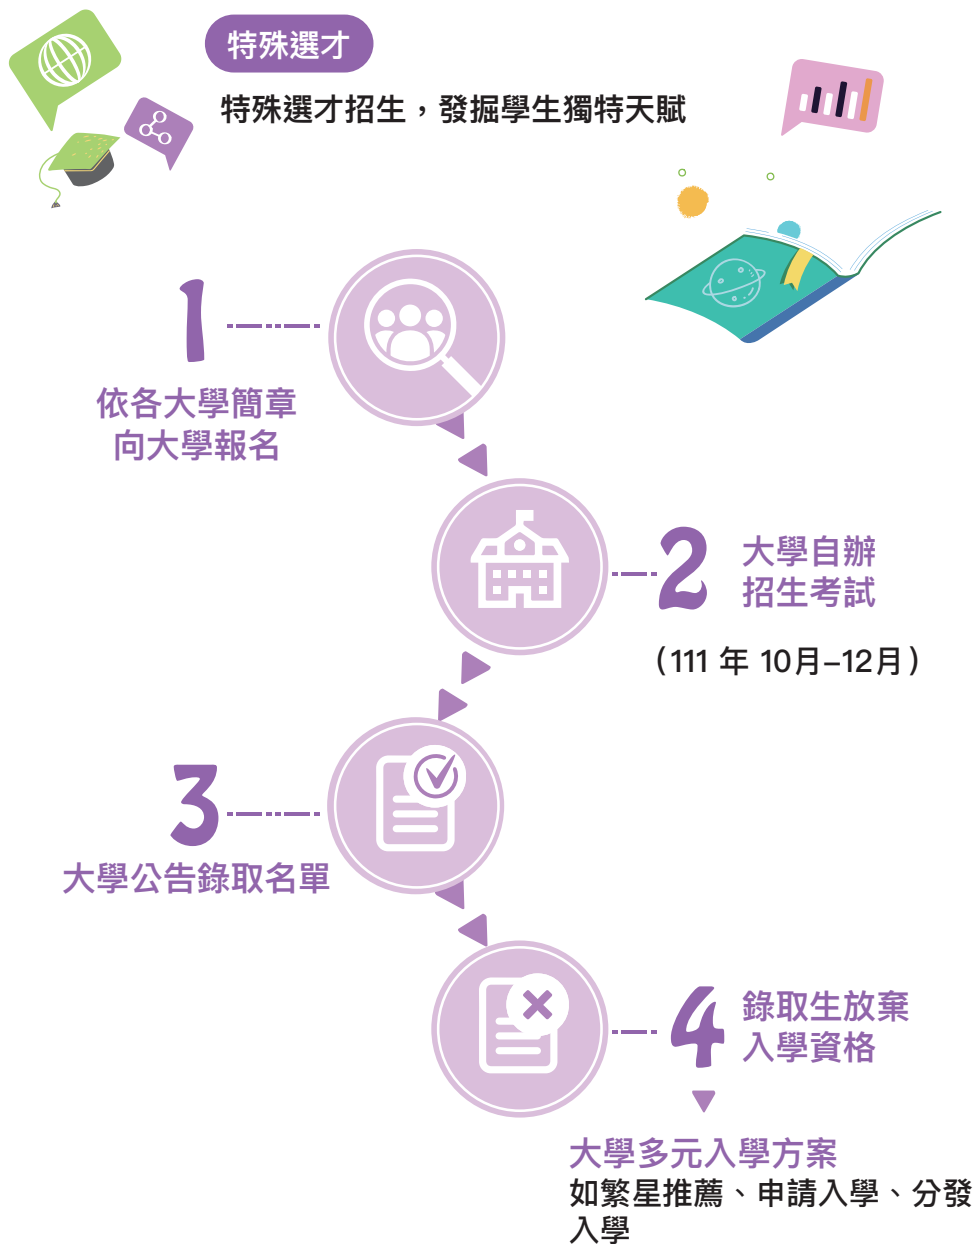 特殊選才
特殊選才招生，發掘學生獨特天賦
1
依各大學簡章
向大學報名
2
大學自辦
招生考試
（111 年 10月–12月）
3
大學公告錄取名單
4
錄取生放棄
入學資格
大學多元入學方案
如繁星推薦、申請入學、分發
入學